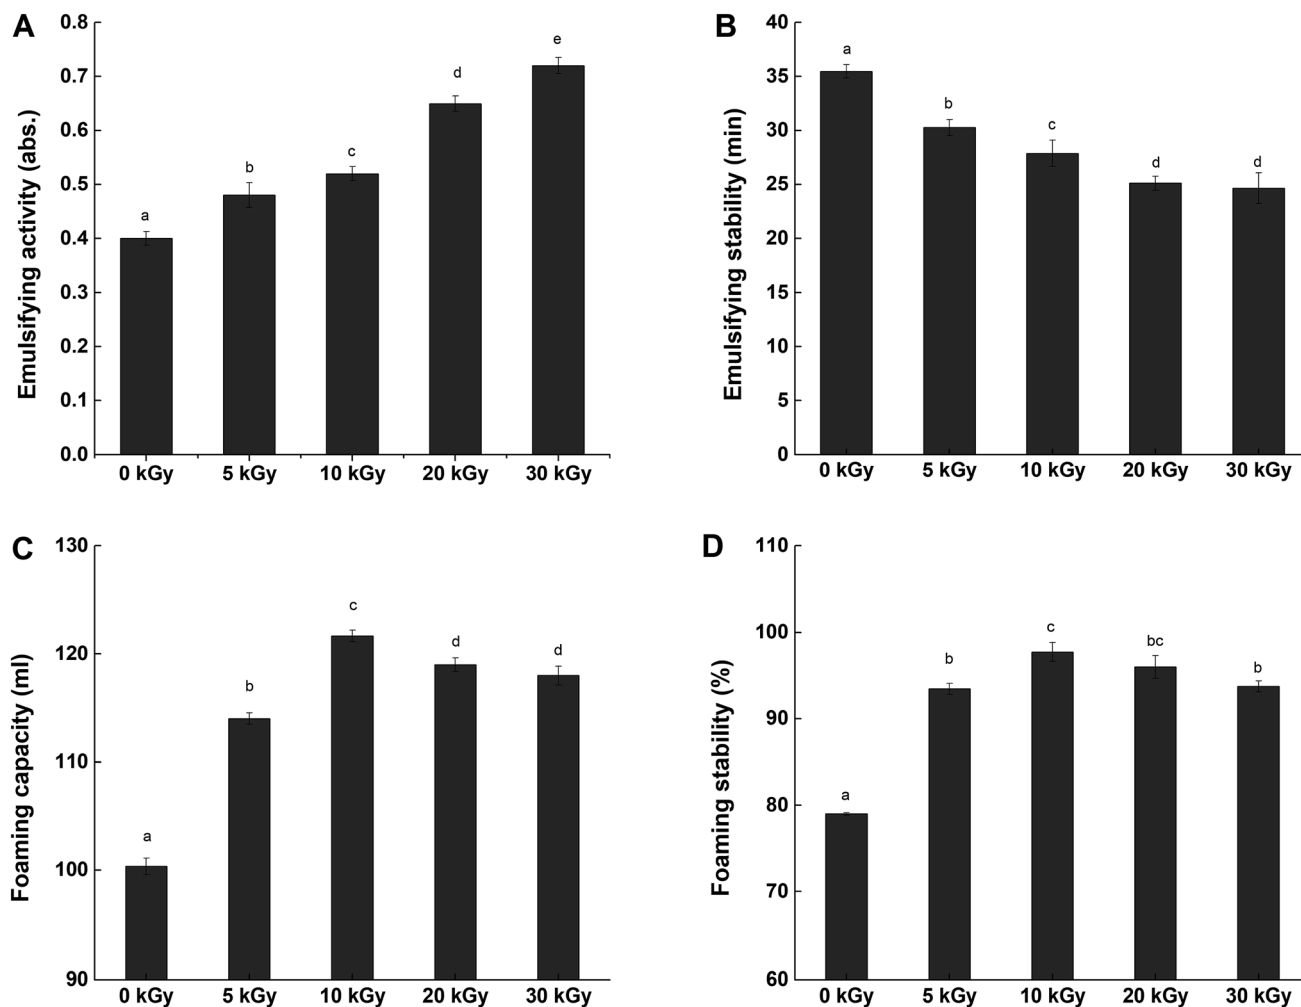 A
Emulsifying activity (abs.)
0.8
0.7
0.6
0.5
0.4
0.3
0.2
0.1
0.0
a
b
c
d
e
0 kGy 5 kGy 10 kGy 20 kGy 30 kGy
B
Emulsifying stability (min)
40
35
30
25
20
15
10
5
0
a
b
c
d
d
0 kGy 5 kGy 10 kGy 20 kGy 30 kGy
C
Foaming capacity (ml)
130
120
110
100
90
a
b
c
d
d
0 kGy 5 kGy 10 kGy 20 kGy 30 kGy
D
Foaming stability (%)
110
100
90
80
70
60
a
b
c
bc
b
0 kGy 5 kGy 10 kGy 20 kGy 30 kGy